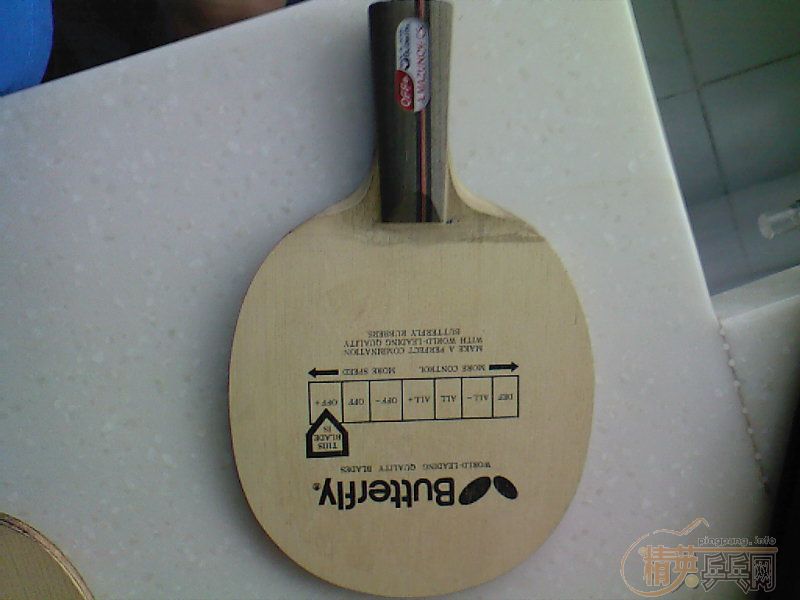 Butterfly®
WORLD-LEADING QUALITY BLADES
THIS
BLADE
IS
DEF ALL- ALL ALL+ OFF- OFF OFF+
MORE CONTROL MORE SPEED
MAKE A PERFECT COMBINATION
WITH WORLD-LEADING QUALITY
BUTTERFLY RUBBERS.
OFF+
pingpang.info
精英乒乓网